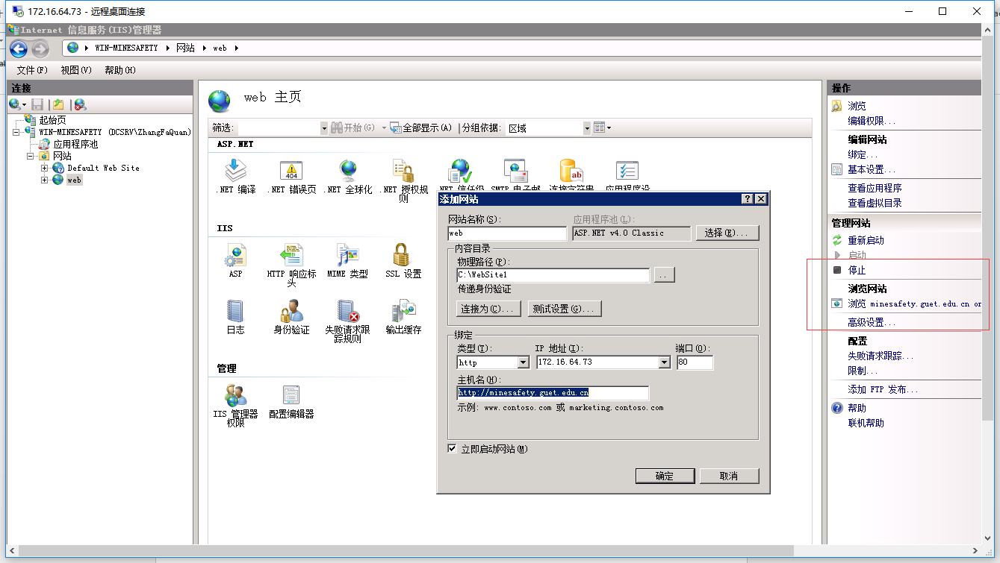 172.16.64.73 - 远程桌面连接
Internet 信息服务(IIS)管理器
WIN-MINESAFETY
网站
web
文件(F) 视图(V) 帮助(H)
连接
起始页
WIN-MINESAFETY (DCSRV\ZhangFaQuan)
应用程序池
网站
Default Web Site
web
web 主页
筛选: 开始(G) 全部显示(A) 分组依据: 区域
ASP.NET
.NET 编译 .NET 错误页 .NET 全球化 .NET 授权规则 .NET 信任级 SMTP 电子邮 连接字符串 应用程序设
404
ab
IIS
ASP HTTP 响应标头 MIME 类型 SSL 设置
日志 身份验证 失败请求跟踪规则 输出缓存
管理
IIS 管理器权限 配置编辑器
添加网站
网站名称(S): 应用程序池(L):
web ASP.NET v4.0 Classic 选择(E)...
内容目录
物理路径(P):
C:\WebSite1 ..
传递身份验证
连接为(C)... 测试设置(G)...
绑定
类型(T): IP 地址(I): 端口(O):
http 172.16.64.73 80
主机名(H):
http://minesafety.guet.edu.cn
示例: www.contoso.com 或 marketing.contoso.com
立即启动网站(M)
确定 取消
操作
浏览
编辑权限...
编辑网站
绑定...
基本设置...
查看应用程序
查看虚拟目录
管理网站
重新启动
启动
停止
浏览网站
浏览 minesafety.guet.edu.cn or
高级设置...
配置
失败请求跟踪...
限制...
添加 FTP 发布...
帮助
联机帮助